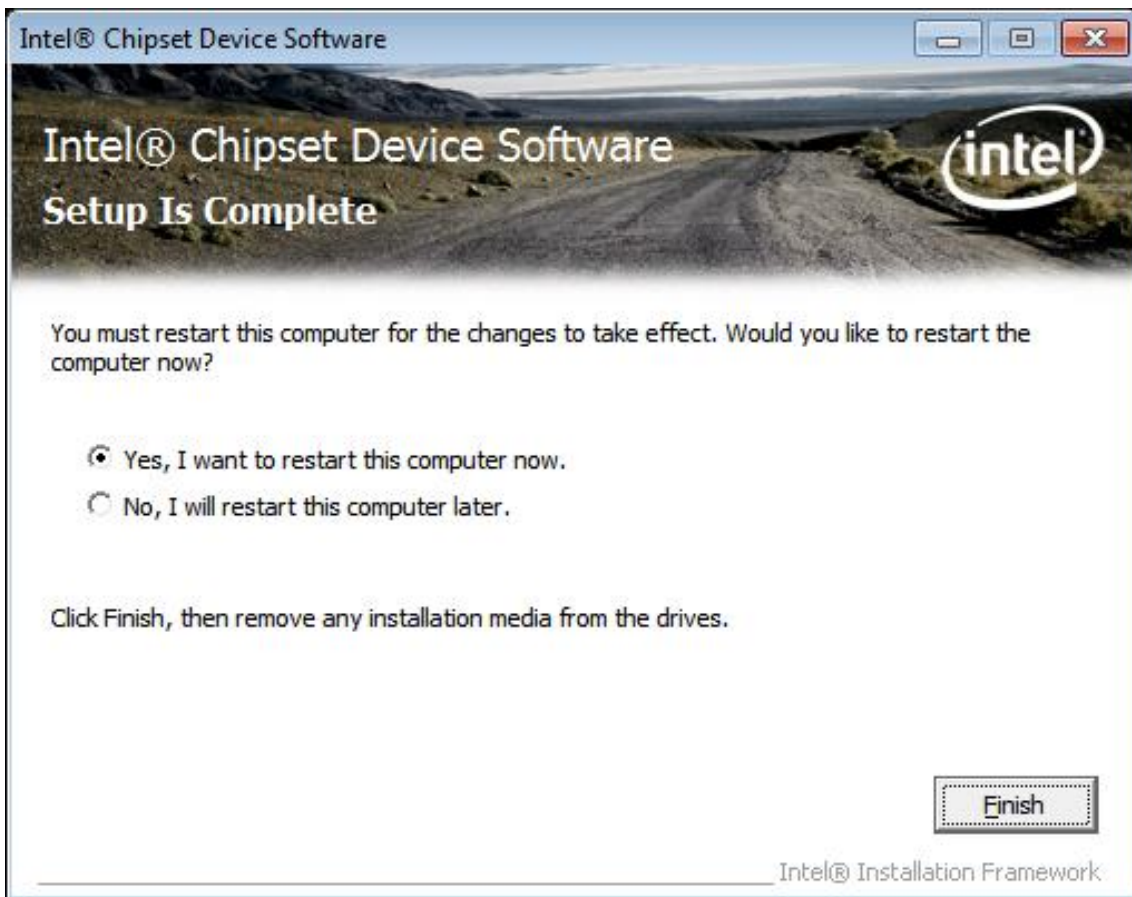 Intel® Chipset Device Software
Intel® Chipset Device Software
intel
Setup Is Complete
You must restart this computer for the changes to take effect. Would you like to restart the
computer now?
Yes, I want to restart this computer now.
No, I will restart this computer later.
Click Finish, then remove any installation media from the drives.
Finish
Intel® Installation Framework